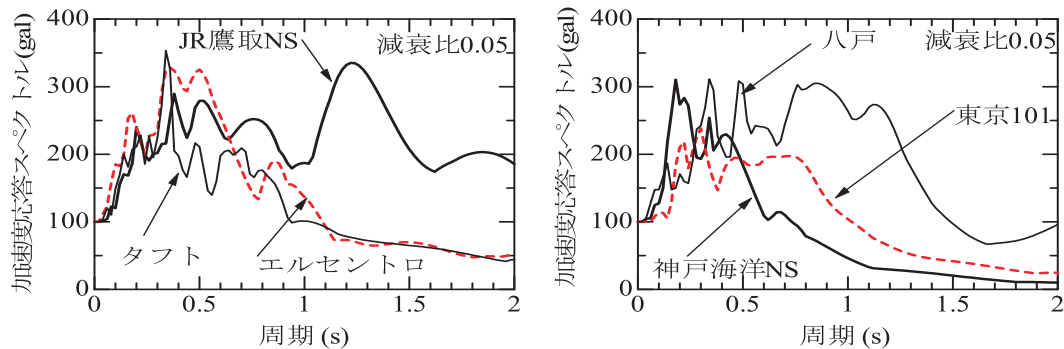 加速度応答スペクトル(gal)
400
300
200
100
0
0
0.5
1
1.5
2
周期 (s)
JR鷹取NS
減衰比0.05
タフト
エルセントロ
加速度応答スペクトル(gal)
400
300
200
100
0
0
0.5
1
1.5
2
周期 (s)
八戸
減衰比0.05
東京101
神戸海洋NS